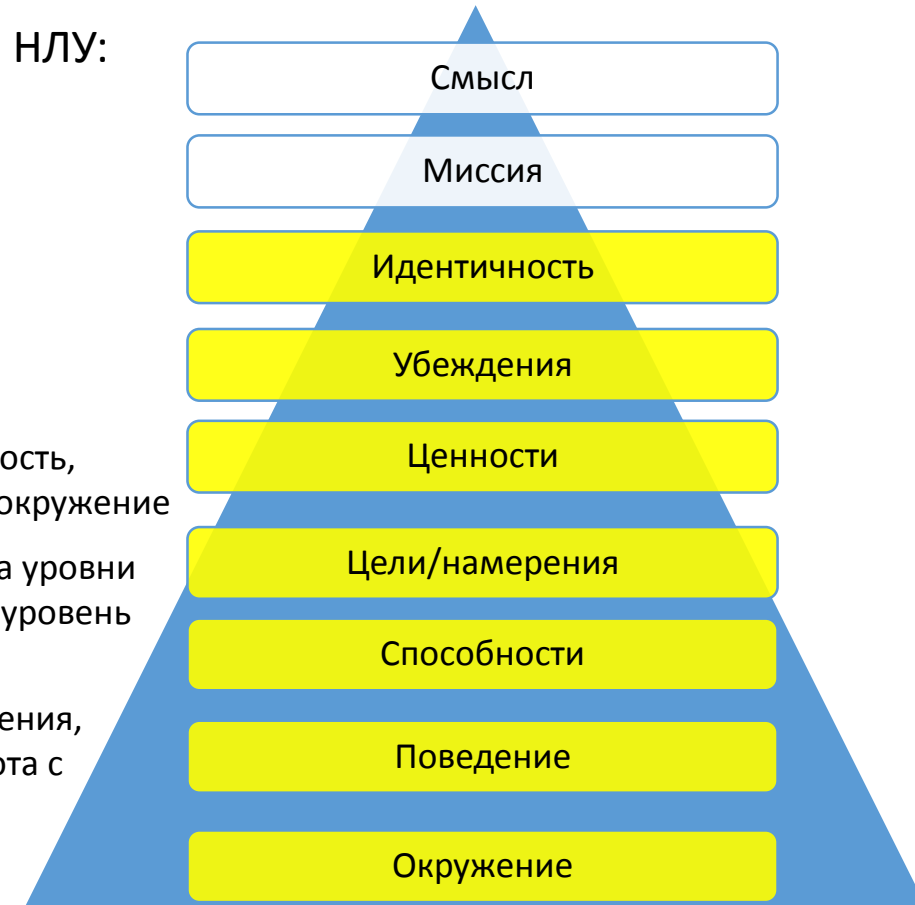 НЛУ:
Смысл
Миссия
Идентичность
Убеждения
Ценности
Цели/намерения
Способности
Поведение
Окружение
окружение
а уровни
уровень